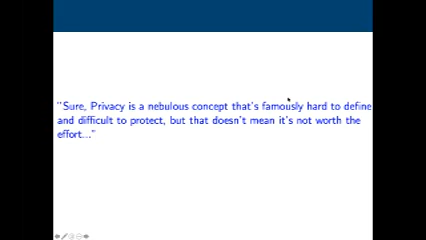 "Sure, Privacy is a nebulous concept that's famously hard to define
and difficult to protect, but that doesn't mean it's not worth the
effort..."